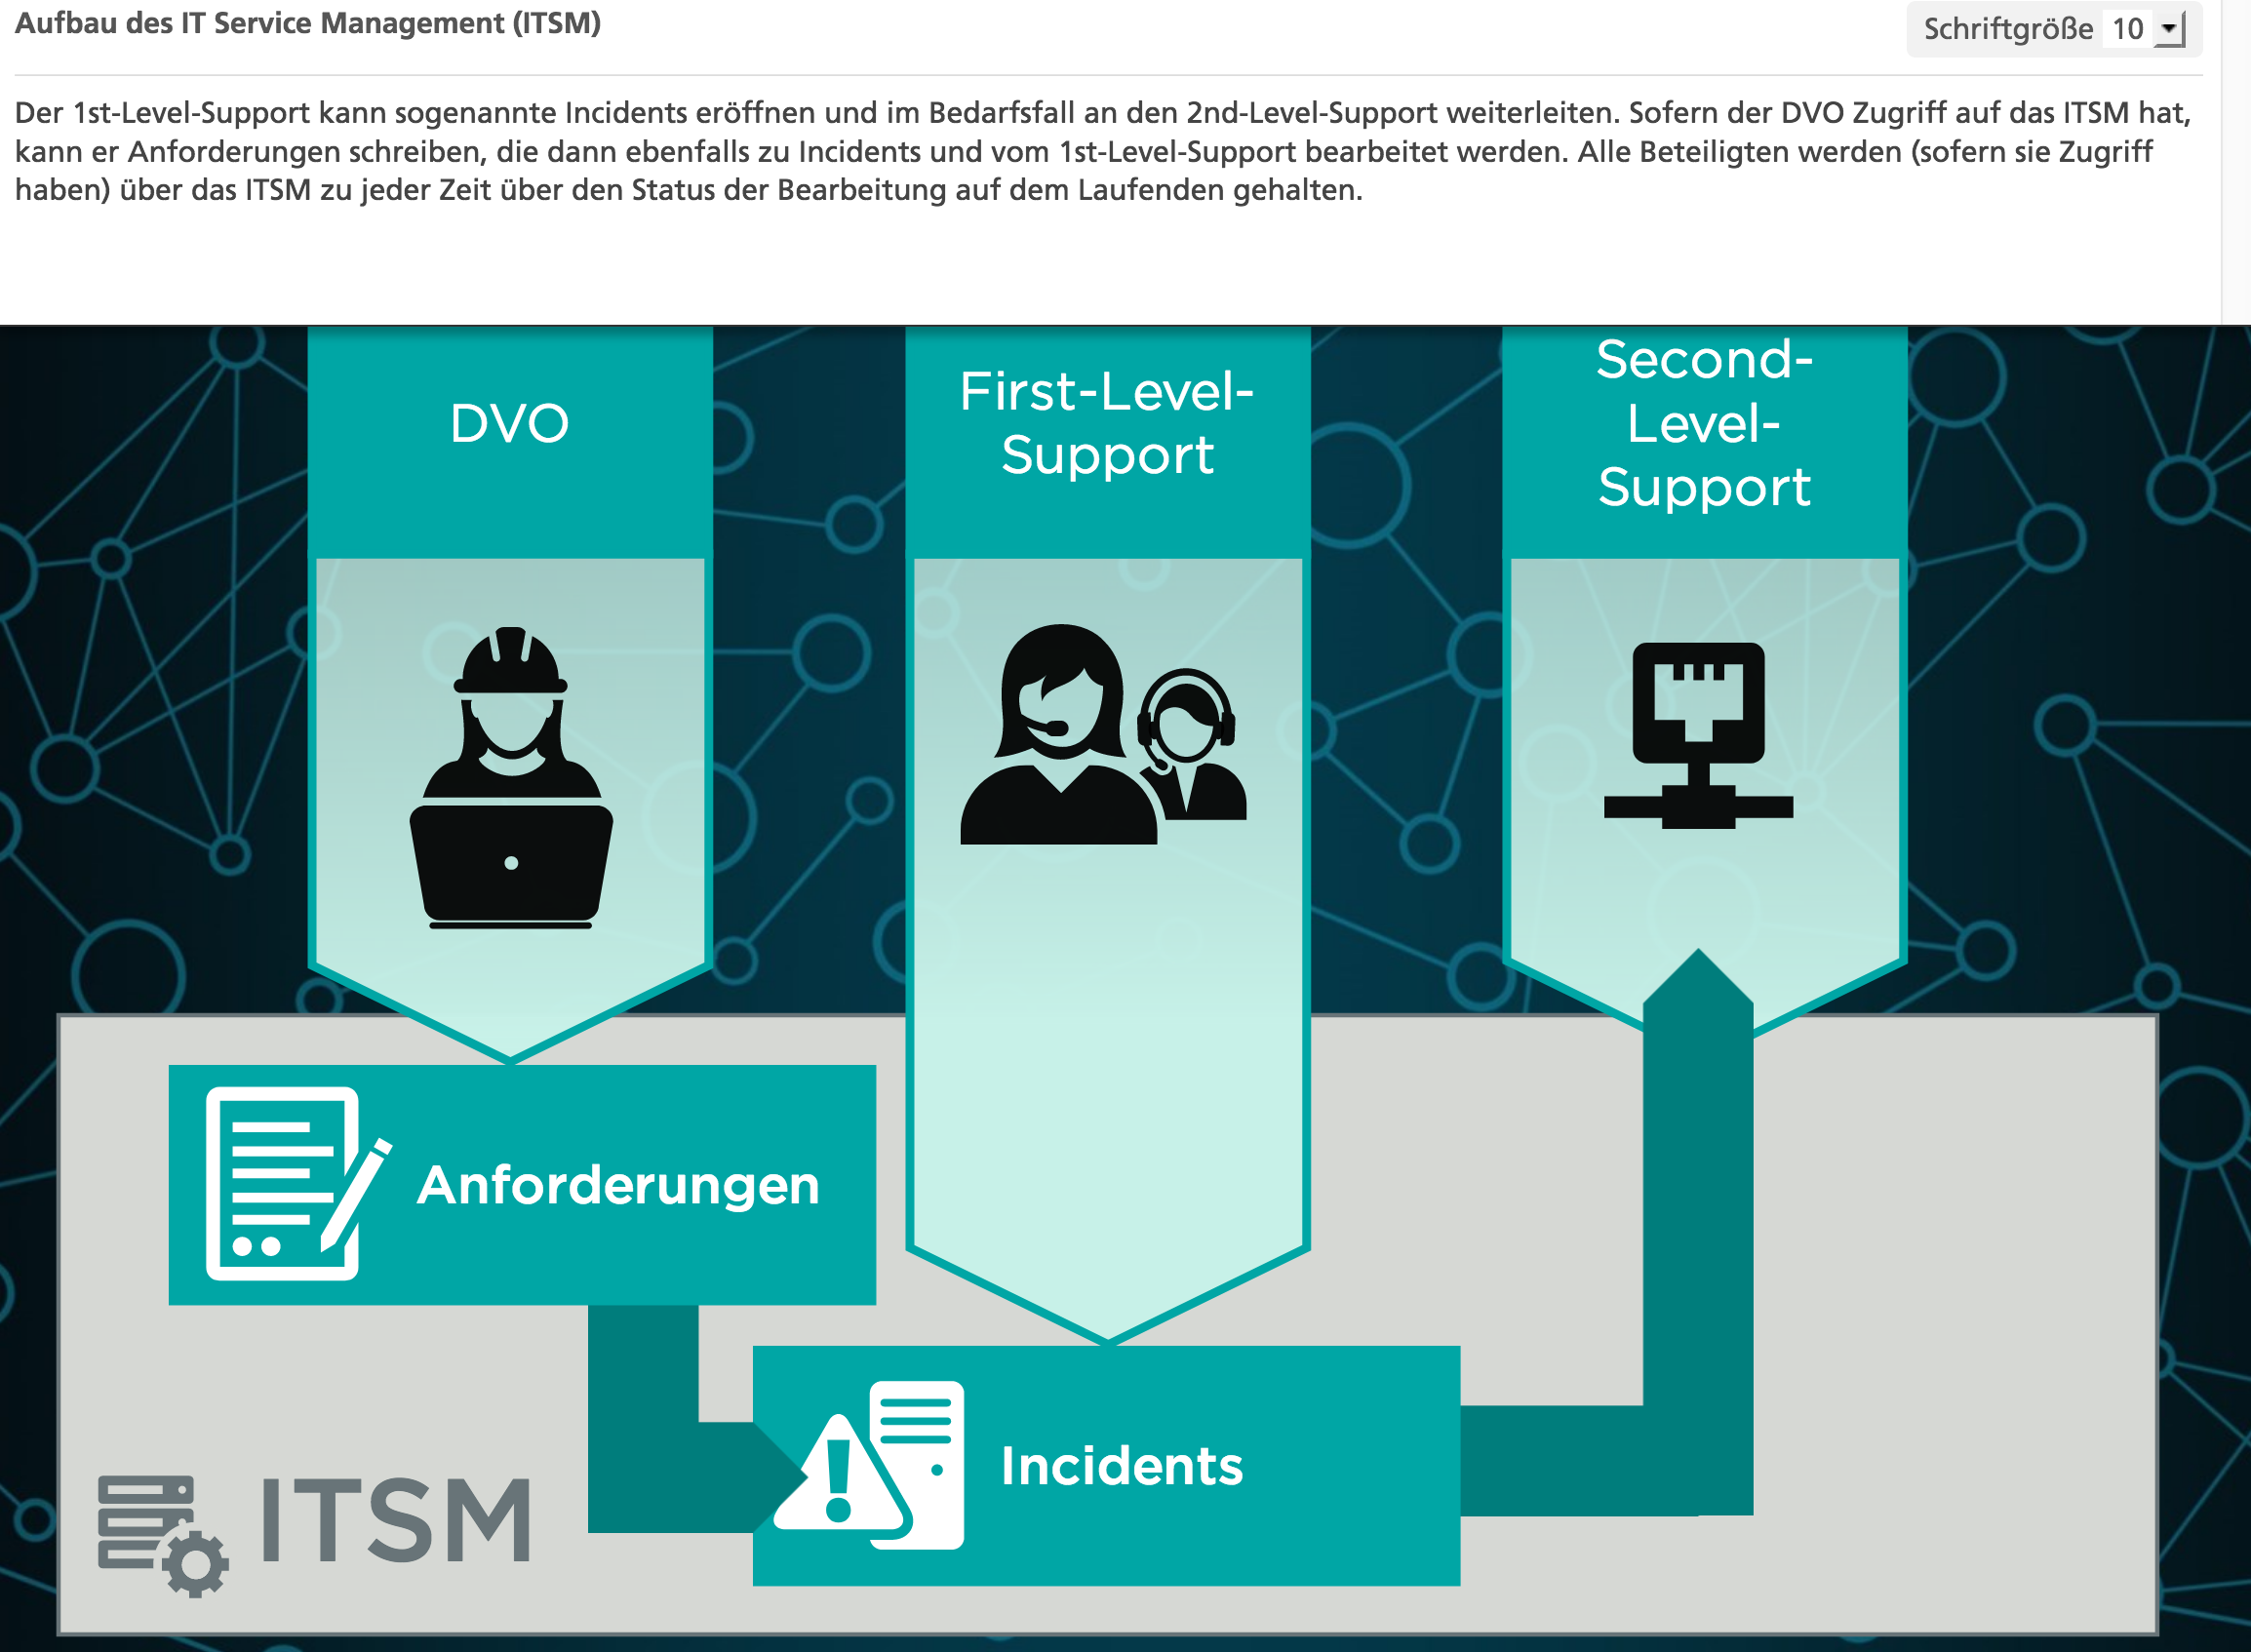 Aufbau des IT Service Management (ITSM)
Schriftgröße 10
Der 1st-Level-Support kann sogenannte Incidents eröffnen und im Bedarfsfall an den 2nd-Level-Support weiterleiten. Sofern der DVO Zugriff auf das ITSM hat,
kann er Anforderungen schreiben, die dann ebenfalls zu Incidents und vom 1st-Level-Support bearbeitet werden. Alle Beteiligten werden (sofern sie Zugriff
haben) über das ITSM zu jeder Zeit über den Status der Bearbeitung auf dem Laufenden gehalten.
DVO
First-Level-
Support
Second-
Level-
Support
Anforderungen
Incidents
ITSM